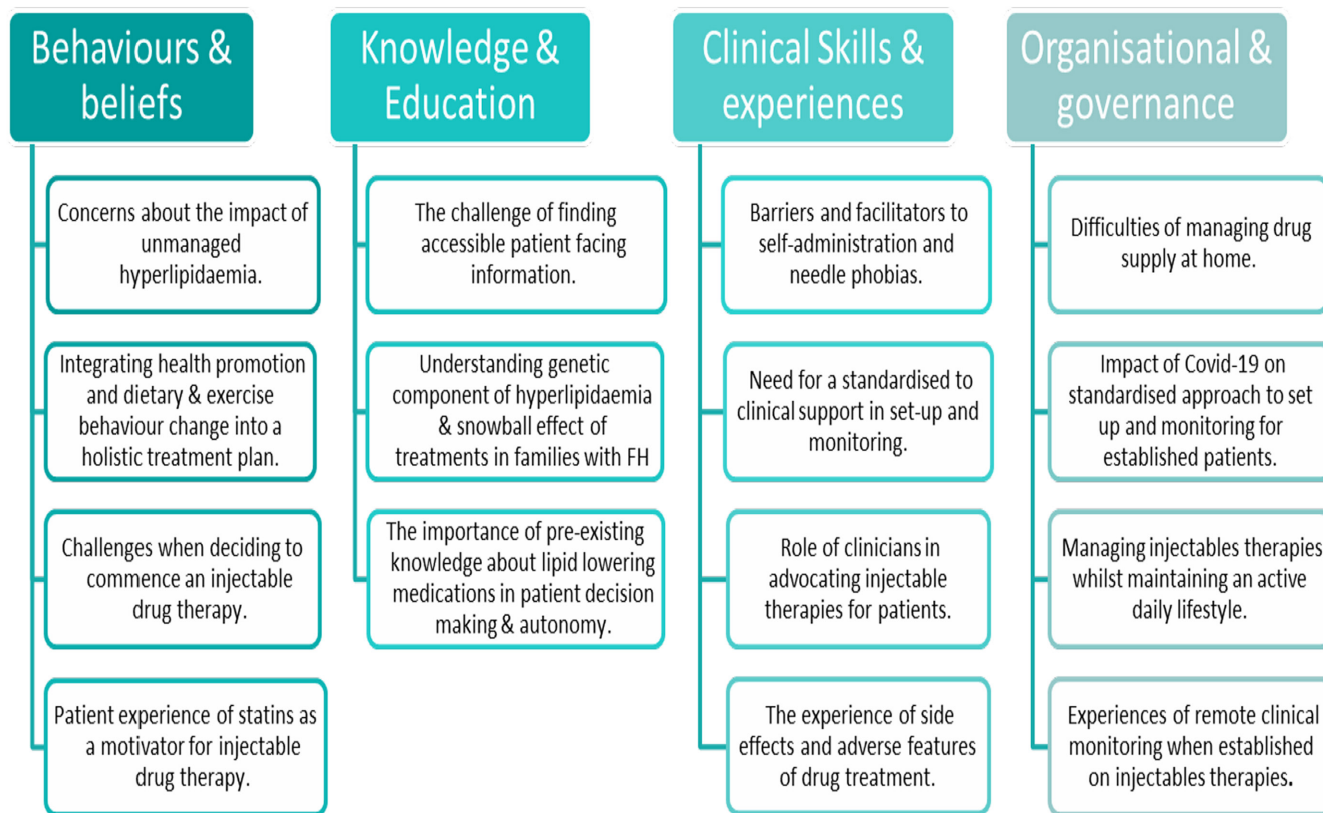 Behaviours &
beliefs
Concerns about the impact of
unmanaged
hyperlipidaemia.
Integrating health promotion
and dietary & exercise
behaviour change into a
holistic treatment plan.
Challenges when deciding to
commence an injectable
drug therapy.
Patient experience of statins as
a motivator for injectable
drug therapy.
Knowledge &
Education
The challenge of finding
accessible patient facing
information.
Understanding genetic
component of hyperlipidaemia
& snowball effect of
treatments in families with FH
The importance of pre-existing
knowledge about lipid lowering
medications in patient decision
making & autonomy.
Clinical Skills &
experiences
Barriers and facilitators to
self-administration and
needle phobias.
Need for a standardised to
clinical support in set-up and
monitoring.
Role of clinicians in
advocating injectable
therapies for patients.
The experience of side
effects and adverse features
of drug treatment.
Organisational &
governance
Difficulties of managing drug
supply at home.
Impact of Covid-19 on
standardised approach to set
up and monitoring for
established patients.
Managing injectables therapies
whilst maintaining an active
daily lifestyle.
Experiences of remote clinical
monitoring when established
on injectables therapies.